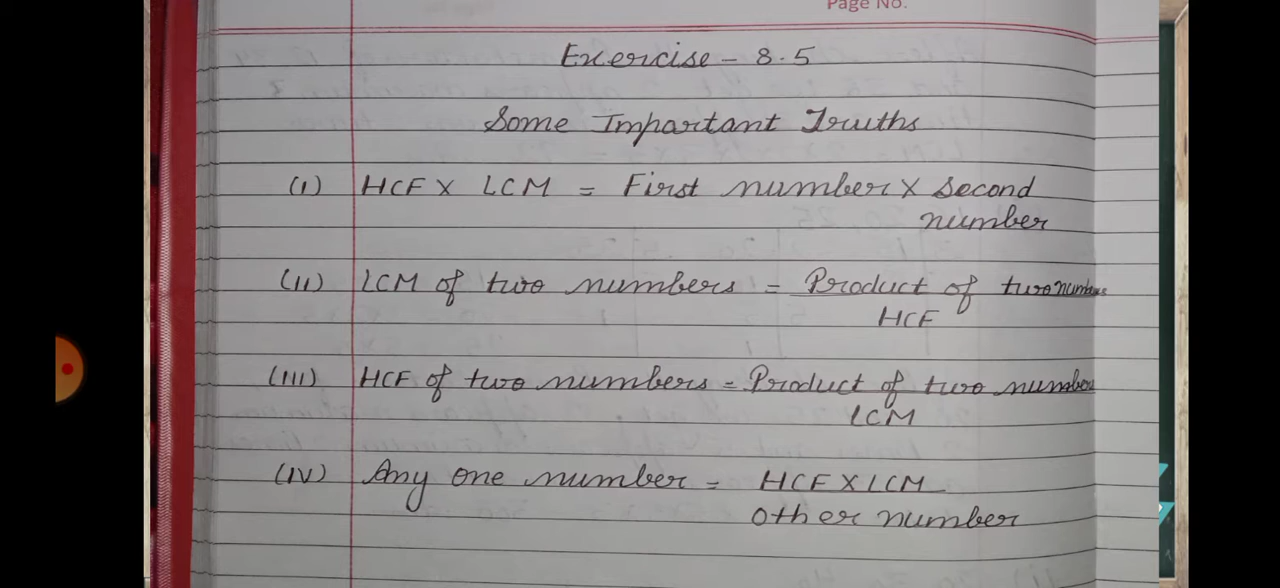 Page No.
Exercise - 8.5
Some Important Truths
(I) HCF X LCM = First number X Second
number
(II) LCM of two numbers = Product of two numbers
HCF
(III) HCF of two numbers = Product of two number
LCM
(IV) Any one number = HCF X LCM
other number